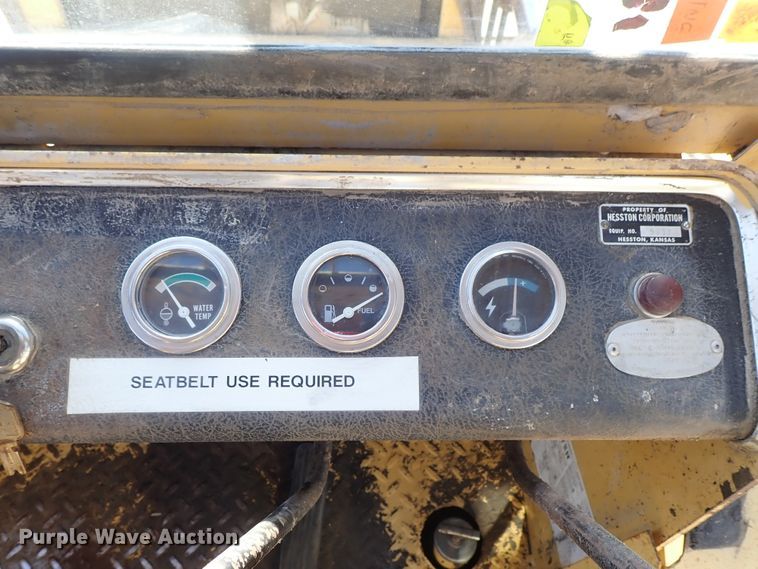 PROPERTY OF
HESSTON CORPORATION
EQUIP. NO.
HESSTON, KANSAS
WATER
TEMP
FUEL
SEATBELT USE REQUIRED
Purple Wave Auction